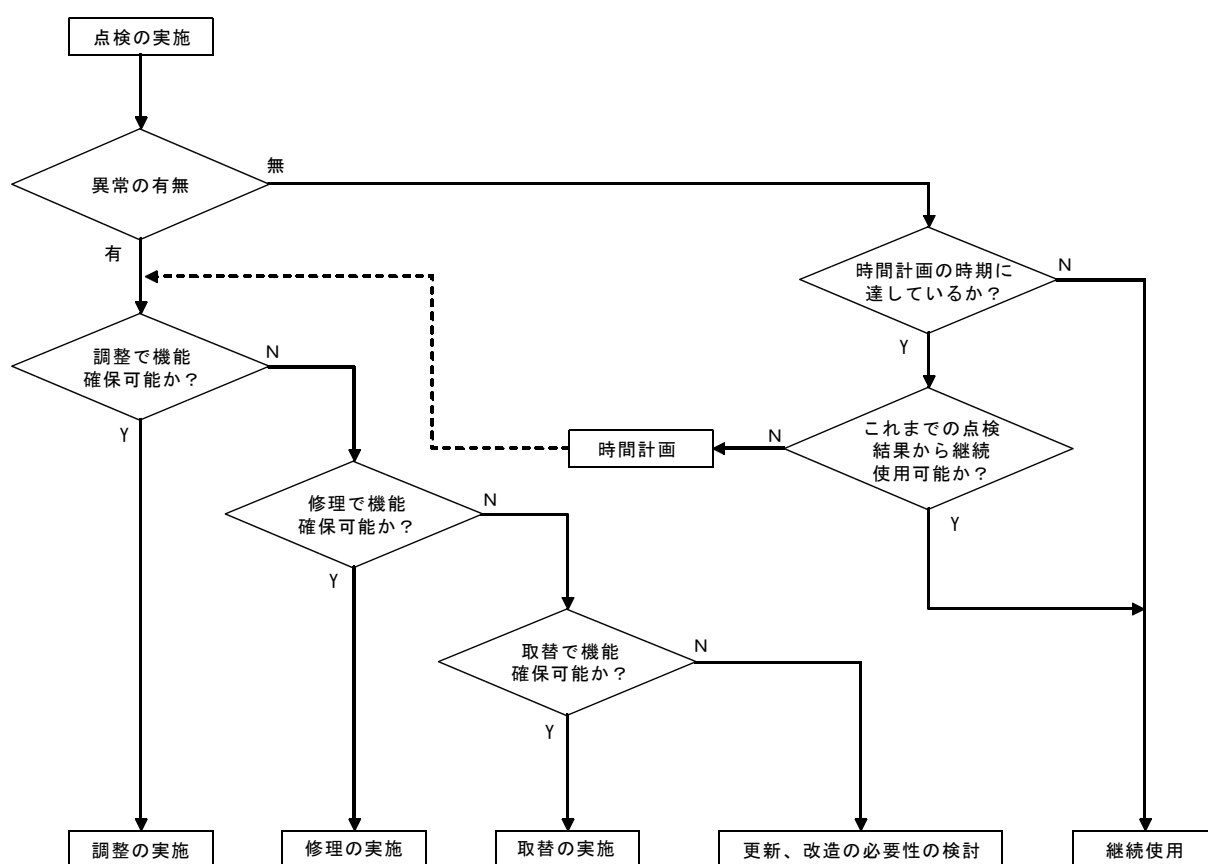 点検の実施
異常の有無
無
有
時間計画の時期に
達しているか？
N
Y
調整で機能
確保可能か？
N
Y
これまでの点検
結果から継続
使用可能か？
N
Y
時間計画
修理で機能
確保可能か？
N
Y
取替で機能
確保可能か？
N
Y
調整の実施
修理の実施
取替の実施
更新、改造の必要性の検討
継続使用